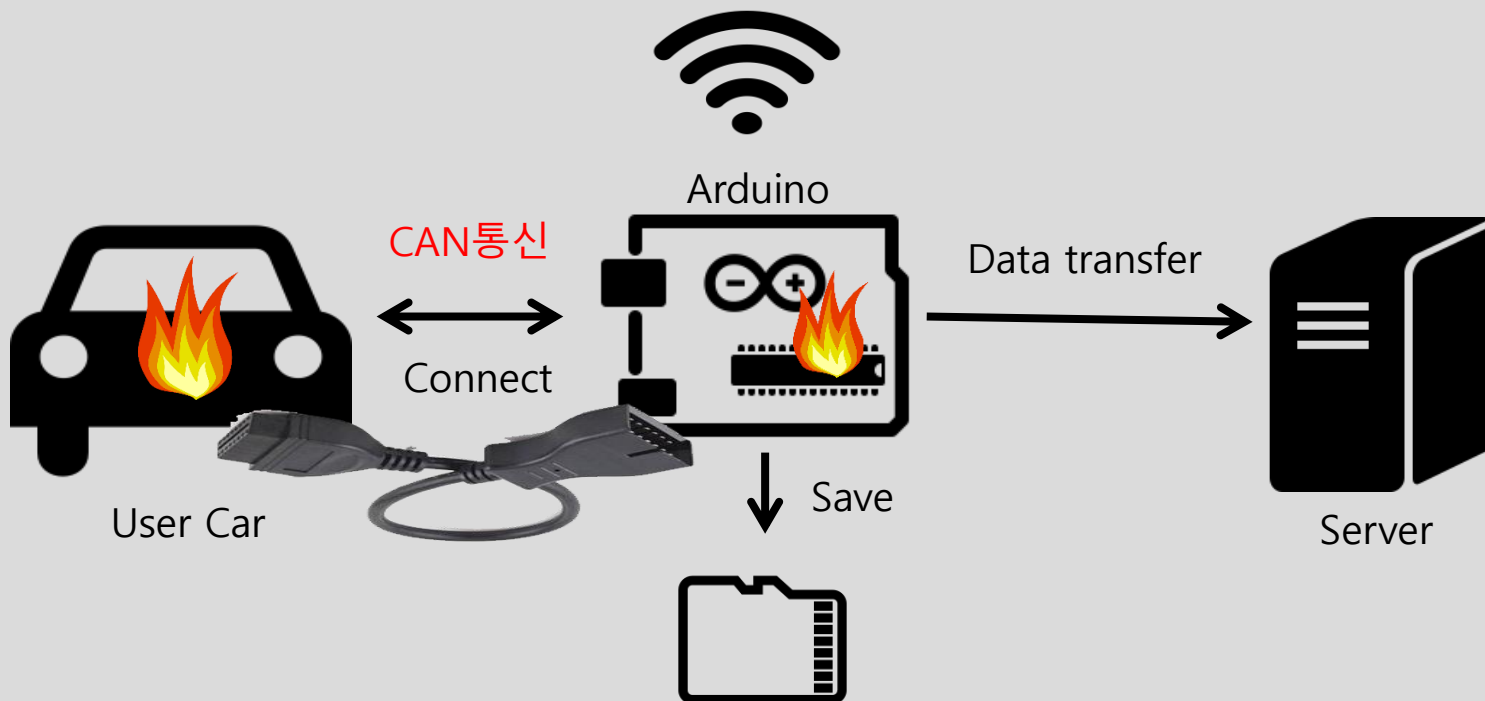 Arduino
CAN통신
Data transfer
Connect
Save
User Car
Server